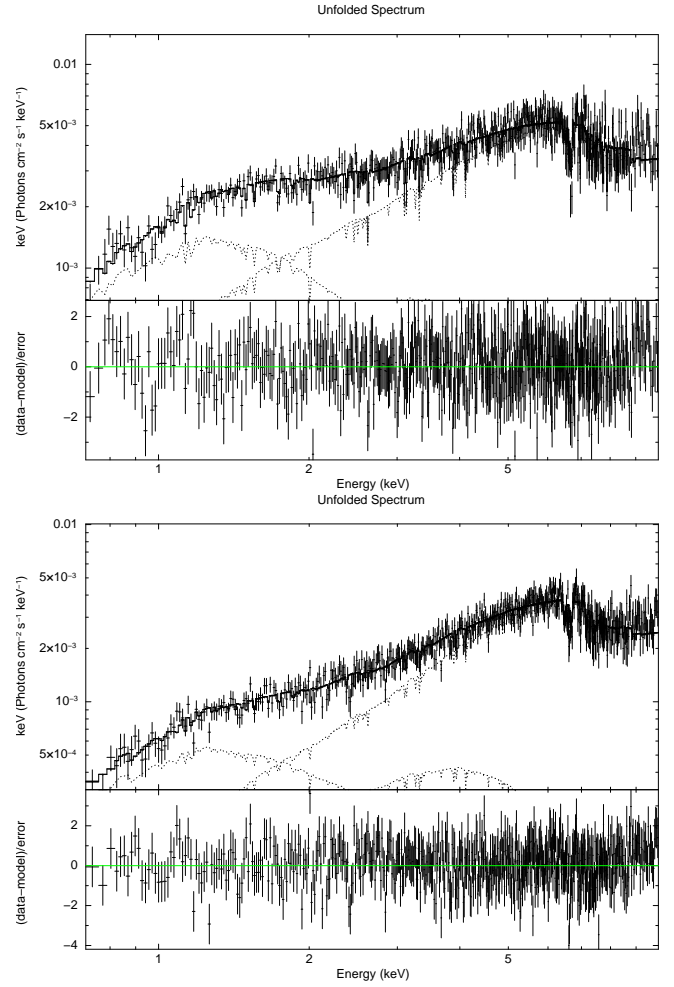 Unfolded Spectrum
0.01
5×10⁻³
2×10⁻³
10⁻³
keV (Photons cm⁻² s⁻¹ keV⁻¹)
2
0
−2
(data−model)/error
1 2 5
Energy (keV)
Unfolded Spectrum
0.01
5×10⁻³
2×10⁻³
10⁻³
5×10⁻⁴
keV (Photons cm⁻² s⁻¹ keV⁻¹)
2
0
−2
−4
(data−model)/error
1 2 5
Energy (keV)